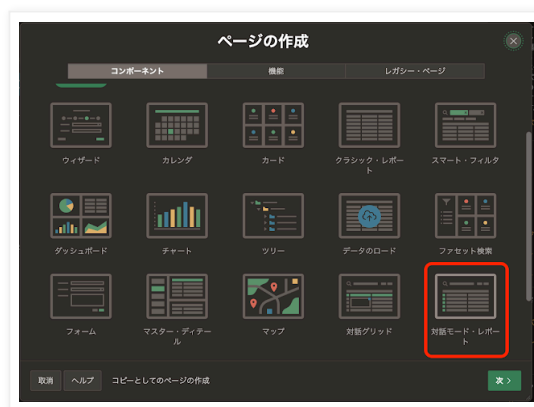 ページの作成
コンポーネント
機能
レガシー・ページ
ウィザード
カレンダ
カード
クラシック・レポー
ト
スマート・フィルタ
ダッシュボード
チャート
ツリー
データのロード
ファセット検索
フォーム
マスター・ディテー
ル
マップ
対話グリッド
対話モード・レポー
ト
取消
ヘルプ
コピーとしてのページの作成
次 >